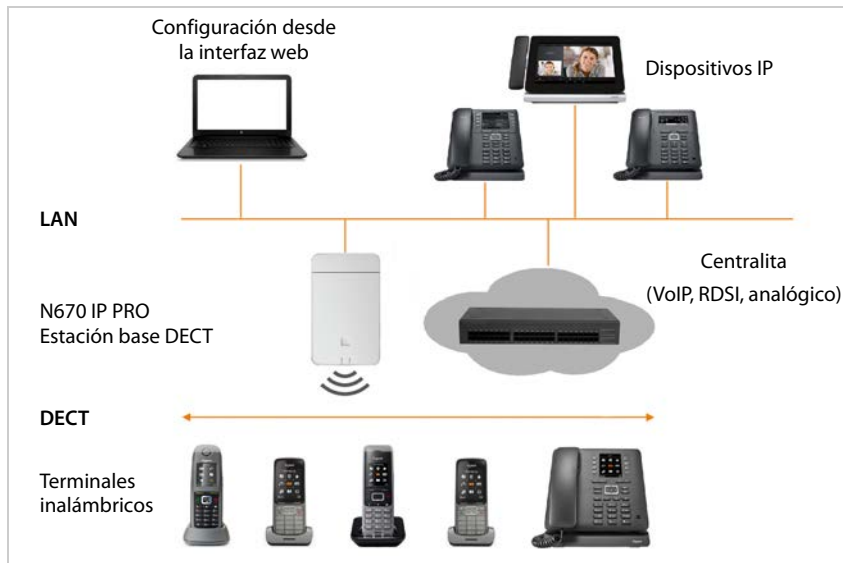 Configuración desde
la interfaz web
Dispositivos IP
LAN
Centralita
(VoIP, RDSI, analógico)
N670 IP PRO
Estación base DECT
DECT
Terminales
inalámbricos